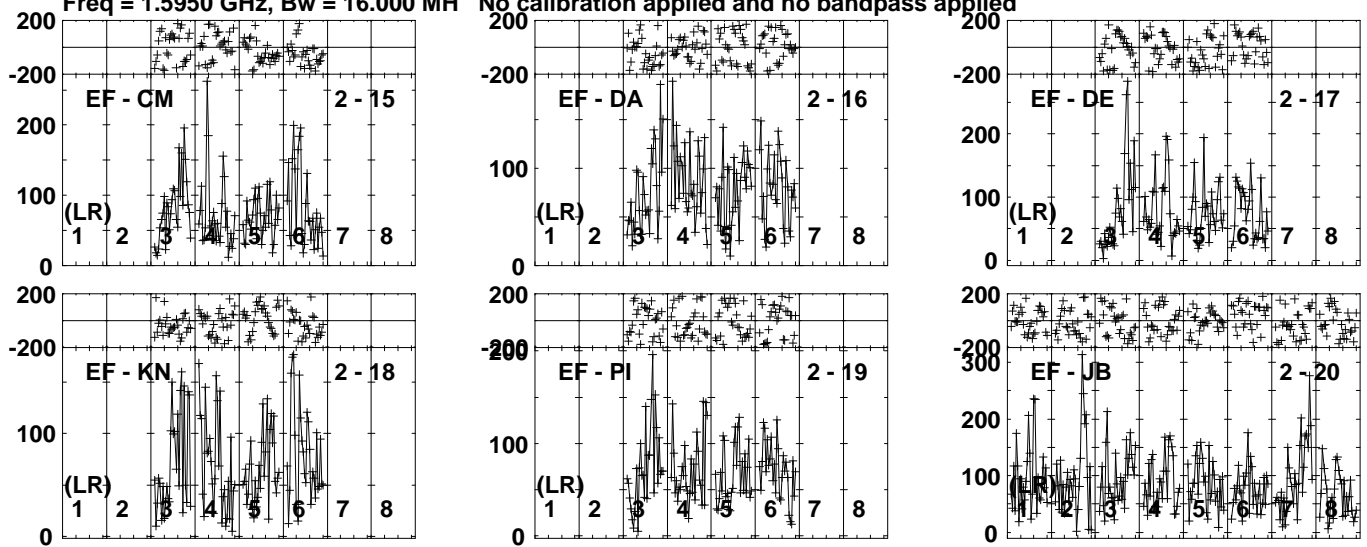 Freq = 1.5950 GHz, Bw = 16.000 MH No calibration applied and no bandpass applied
200
-200
EF - CM 2 - 15
200
100
0
(LR)
1 2 3 4 5 6 7 8
EF - DA 2 - 16
200
-200
200
100
0
(LR)
1 2 3 4 5 6 7 8
200
-200
EF - DE 2 - 17
200
100
0
(LR)
1 2 3 4 5 6 7 8
200
-200
EF - KN 2 - 18
100
0
(LR)
1 2 3 4 5 6 7 8
200
-200
200
EF - PI 2 - 19
100
0
(LR)
1 2 3 4 5 6 7 8
200
-200
300
EF - JB 2 - 20
200
100
0
(LR)
1 2 3 4 5 6 7 8